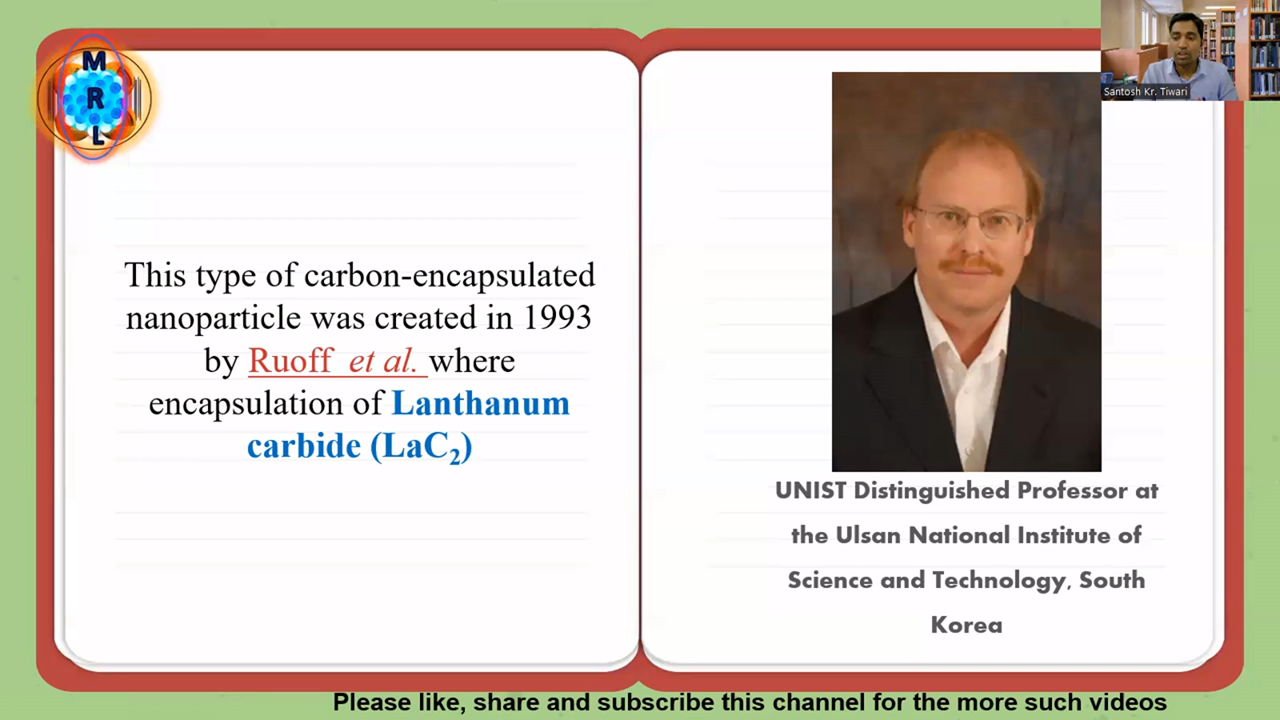 M
R
L
This type of carbon-encapsulated
nanoparticle was created in 1993
by Ruoff et al. where
encapsulation of Lanthanum
carbide (LaC₂)
Santosh Kr. Tiwari
UNIST Distinguished Professor at
the Ulsan National Institute of
Science and Technology, South
Korea
Please like, share and subscribe this channel for the more such videos